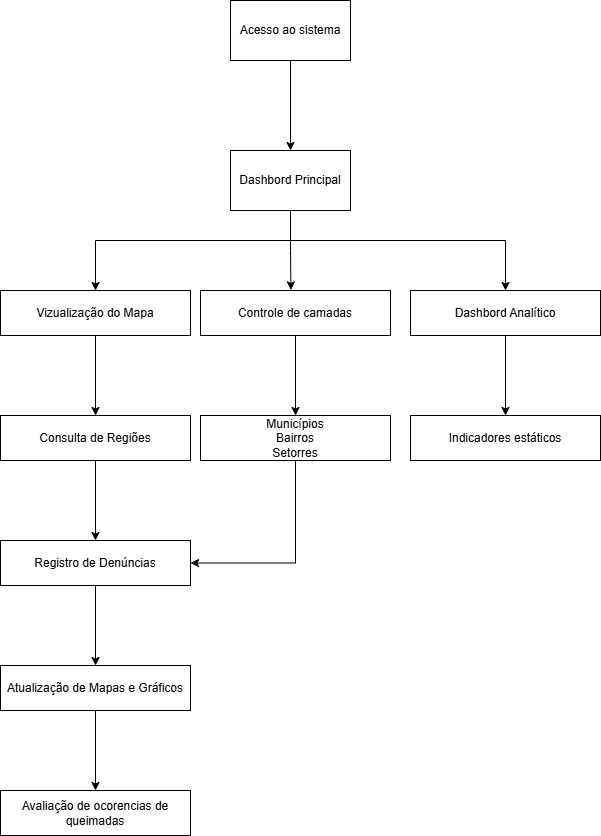 Acesso ao sistema
Dashbord Principal
Vizualização do Mapa
Controle de camadas
Dashbord Analítico
Consulta de Regiões
Municípios
Bairros
Setorres
Indicadores estáticos
Registro de Denúncias
Atualização de Mapas e Gráficos
Avaliação de ocorencias de
queimadas